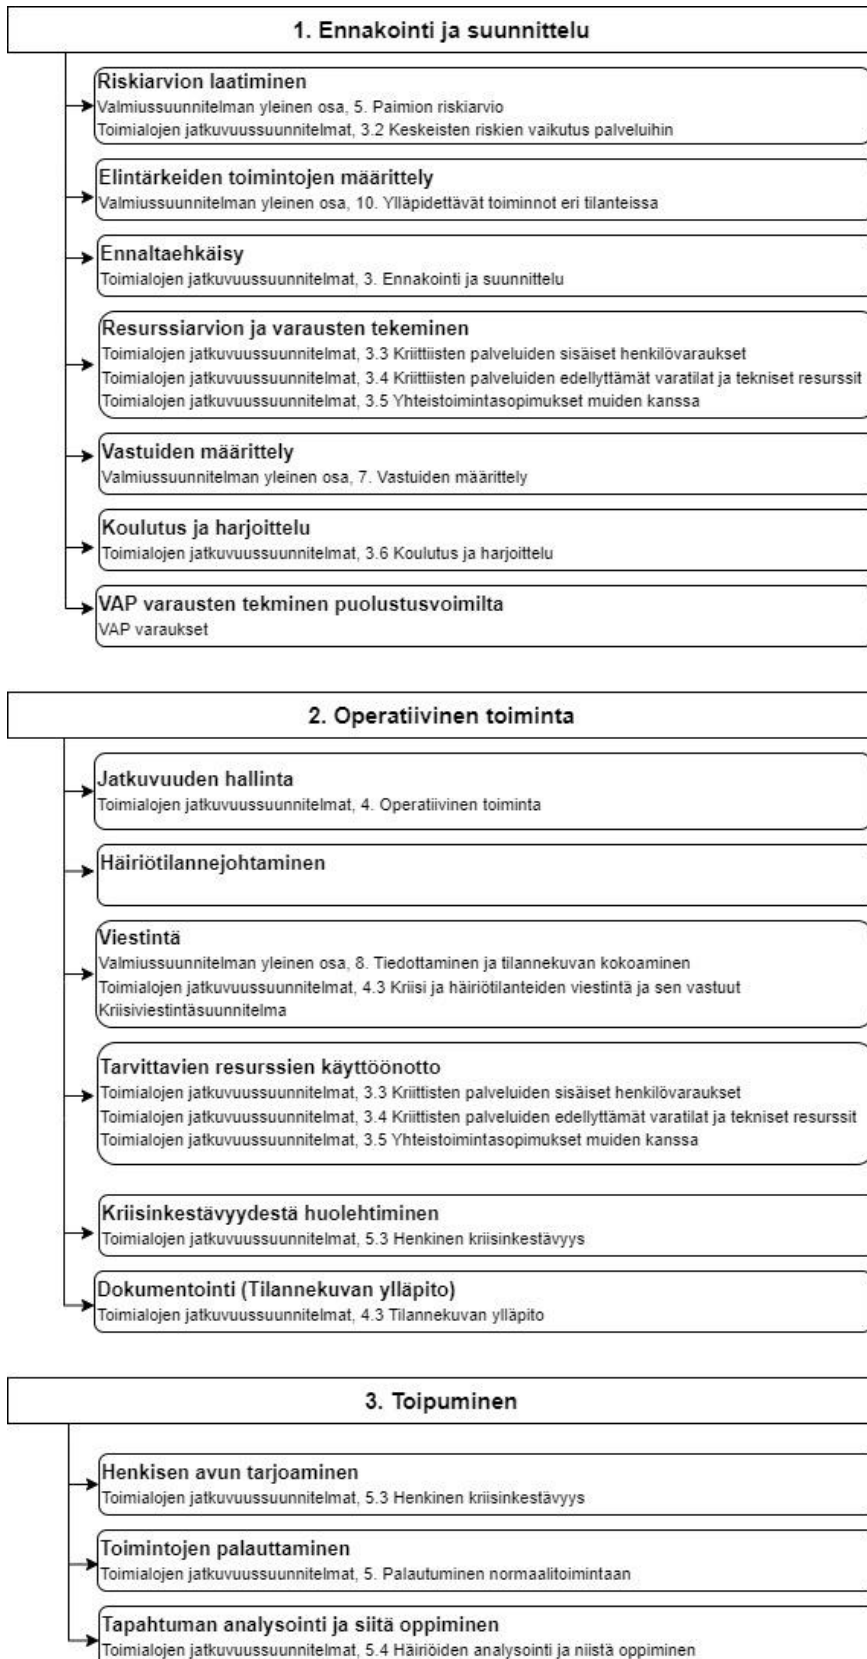 1. Ennakointi ja suunnittelu
Riskiarvion laatiminen
Valmiussuunnitelman yleinen osa, 5. Paimion riskiarvio
Toimialojen jatkuvuussuunnitelmat, 3.2 Keskeisten riskien vaikutus palveluihin
Elintärkeiden toimintojen määrittely
Valmiussuunnitelman yleinen osa, 10. Ylläpidettävät toiminnot eri tilanteissa
Ennaltaehkäisy
Toimialojen jatkuvuussuunnitelmat, 3. Ennakointi ja suunnittelu
Resurssiarvion ja varausten tekeminen
Toimialojen jatkuvuussuunnitelmat, 3.3 Kriittiisten palveluiden sisäiset henkilövaraukset
Toimialojen jatkuvuussuunnitelmat, 3.4 Kriittiisten palveluiden edellyttämät varatilat ja tekniset resurssit
Toimialojen jatkuvuussuunnitelmat, 3.5 Yhteistoimintasopimukset muiden kanssa
Vastuiden määrittely
Valmiussuunnitelman yleinen osa, 7. Vastuiden määrittely
Koulutus ja harjoittelu
Toimialojen jatkuvuussuunnitelmat, 3.6 Koulutus ja harjoittelu
VAP varausten tekminen puolustusvoimilta
VAP varaukset
2. Operatiivinen toiminta
Jatkuvuuden hallinta
Toimialojen jatkuvuussuunnitelmat, 4. Operatiivinen toiminta
Häiriötilannejohtaminen
Viestintä
Valmiussuunnitelman yleinen osa, 8. Tiedottaminen ja tilannekuvan kokoaminen
Toimialojen jatkuvuussuunnitelmat, 4.3 Kriisi ja häiriötilanteiden viestintä ja sen vastuut
Kriisiviestintäsuunnitelma
Tarvittavien resurssien käyttöönotto
Toimialojen jatkuvuussuunnitelmat, 3.3 Kriittisten palveluiden sisäiset henkilövaraukset
Toimialojen jatkuvuussuunnitelmat, 3.4 Kriittisten palveluiden edellyttämät varatilat ja tekniset resurssit
Toimialojen jatkuvuussuunnitelmat, 3.5 Yhteistoimintasopimukset muiden kanssa
Kriisinkestävyydestä huolehtiminen
Toimialojen jatkuvuussuunnitelmat, 5.3 Henkinen kriisinkestävyys
Dokumentointi (Tilannekuvan ylläpito)
Toimialojen jatkuvuussuunnitelmat, 4.3 Tilannekuvan ylläpito
3. Toipuminen
Henkisen avun tarjoaminen
Toimialojen jatkuvuussuunnitelmat, 5.3 Henkinen kriisinkestävyys
Toimintojen palauttaminen
Toimialojen jatkuvuussuunnitelmat, 5. Palautuminen normaalitoimintaan
Tapahtuman analysointi ja siitä oppiminen
Toimialojen jatkuvuussuunnitelmat, 5.4 Häiriöiden analysointi ja niistä oppiminen